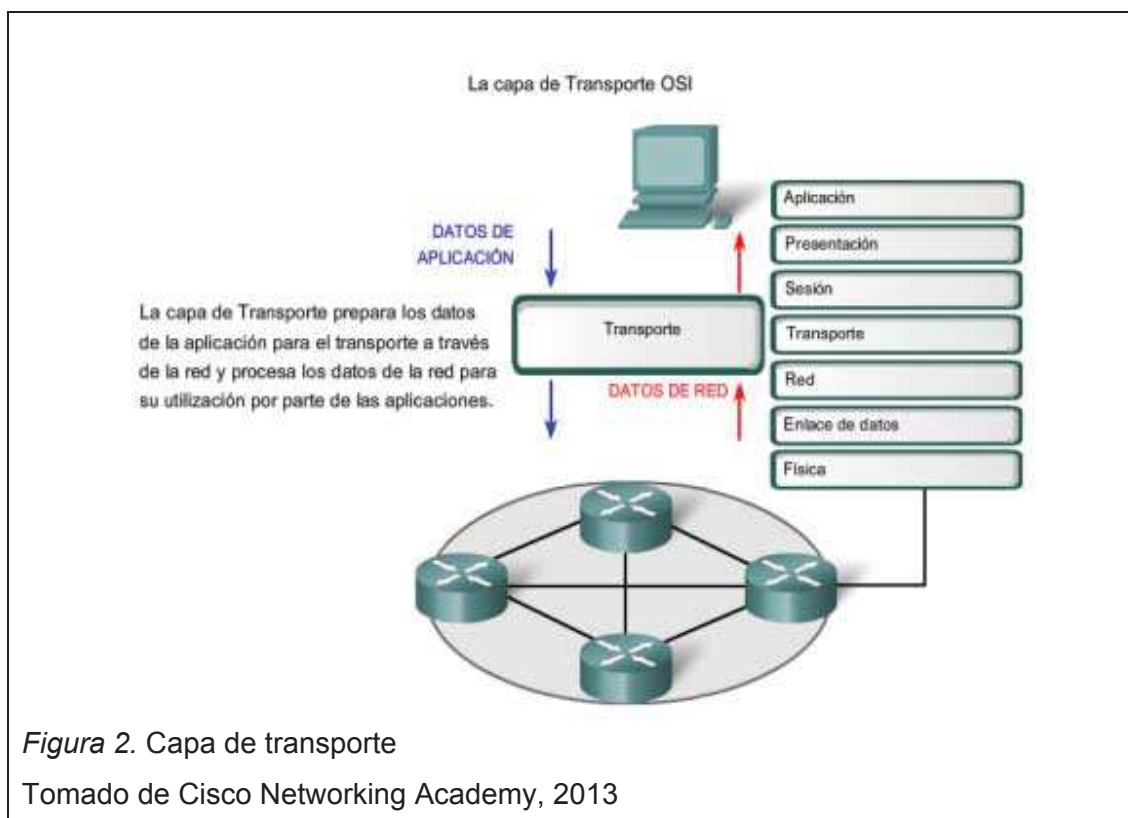 La capa de Transporte OSI
DATOS DE
APLICACIÓN
La capa de Transporte prepara los datos
de la aplicación para el transporte a través
de la red y procesa los datos de la red para
su utilización por parte de las aplicaciones.
Transporte
DATOS DE RED
Aplicación
Presentación
Sesión
Transporte
Red
Enlace de datos
Física
Figura 2. Capa de transporte
Tomado de Cisco Networking Academy, 2013